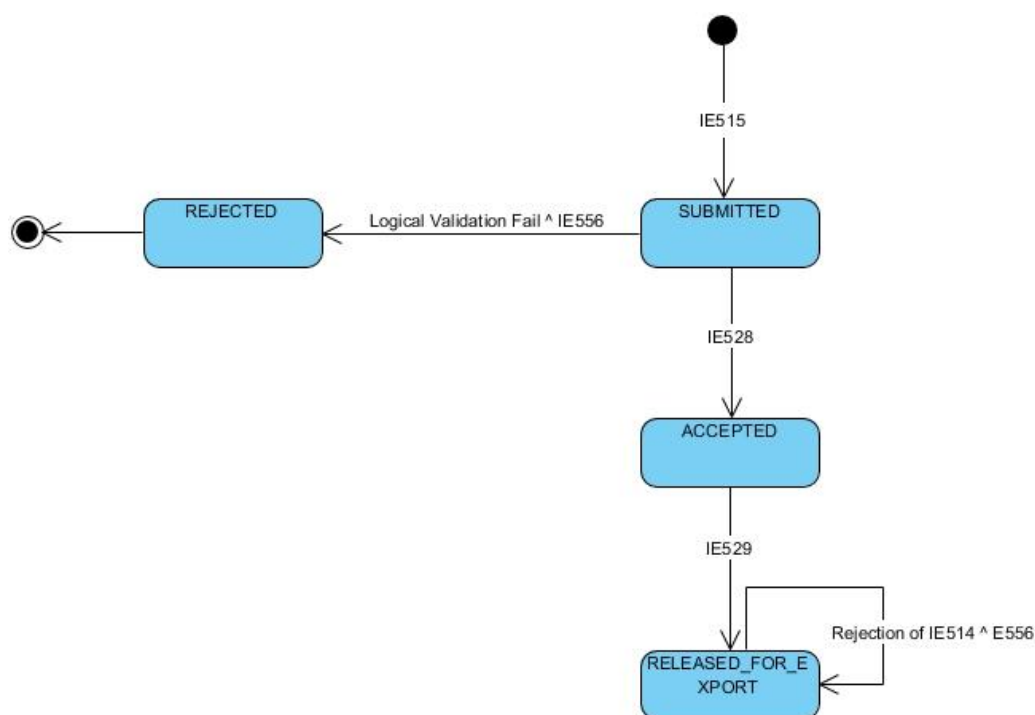 IE515
REJECTED
SUBMITTED
Logical Validation Fail ^ IE556
IE528
ACCEPTED
IE529
Rejection of IE514 ^ E556
RELEASED_FOR_E
XPORT